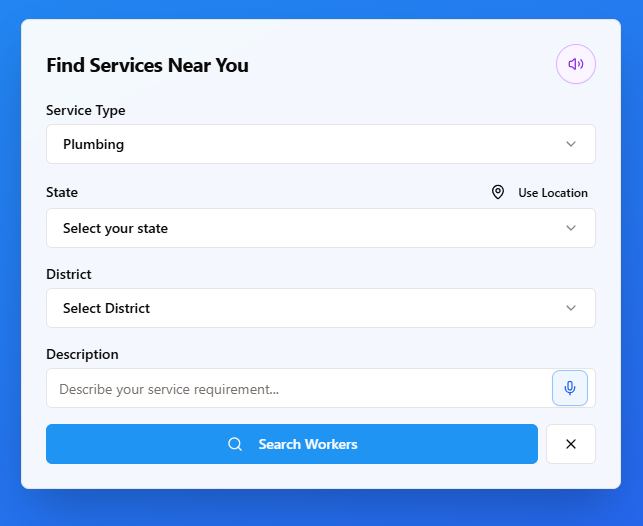 Find Services Near You
Service Type
Plumbing
State
Use Location
Select your state
District
Select District
Description
Describe your service requirement...
Search Workers